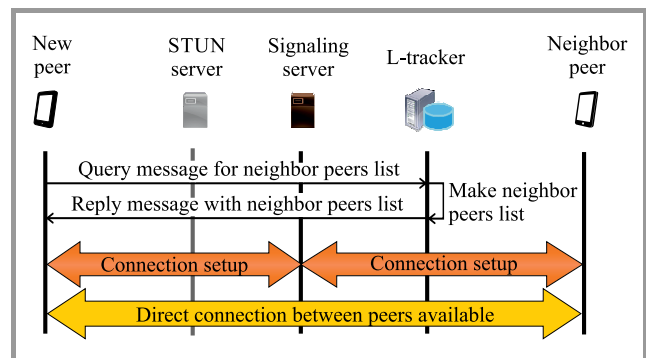 New
peer
STUN
server
Signaling
server
L-tracker
Neighbor
peer
Query message for neighbor peers list
Make neighbor
peers list
Reply message with neighbor peers list
Connection setup
Connection setup
Direct connection between peers available